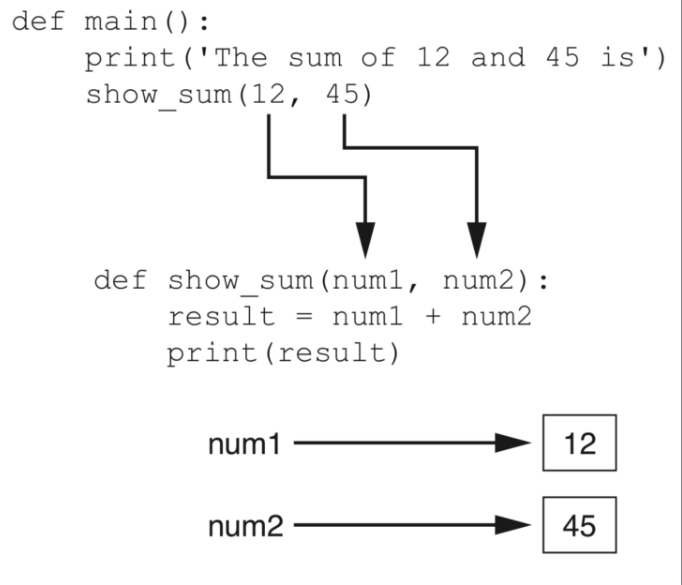 def main():
    print('The sum of 12 and 45 is')
    show_sum(12, 45)
def show_sum(num1, num2):
    result = num1 + num2
    print(result)
num1
12
num2
45